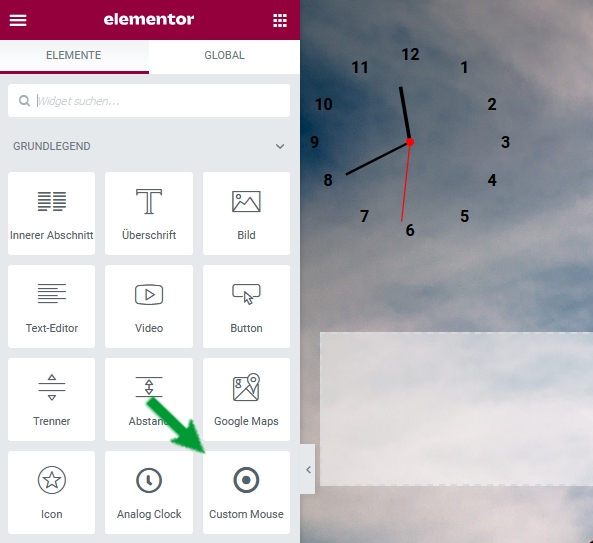 elementor
ELEMENTE
GLOBAL
Widget suchen...
GRUNDLEGEND
Innerer Abschnitt
Überschrift
Bild
Text-Editor
Video
Button
Trenner
Abstand
Google Maps
Icon
Analog Clock
Custom Mouse
12
11
1
10
2
9
3
8
4
7
5
6